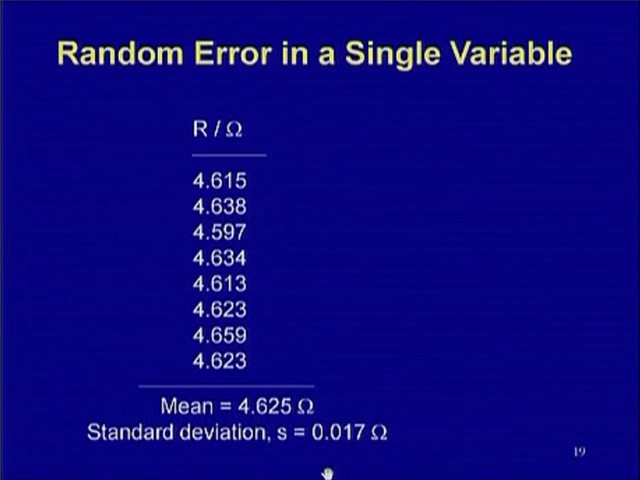 Random Error in a Single Variable
R / Ω
4.615
4.638
4.597
4.634
4.613
4.623
4.659
4.623
Mean = 4.625 Ω
Standard deviation, s = 0.017 Ω
19